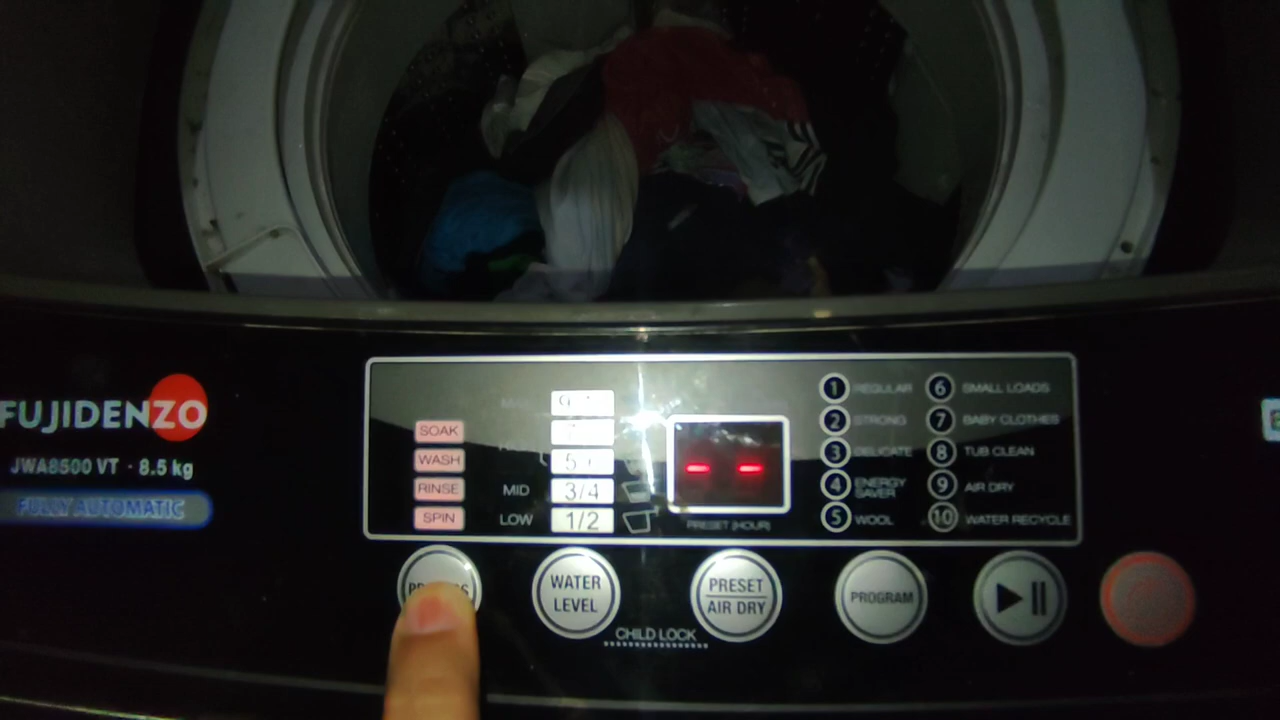 FUJIDENZO
JWA8500 VT · 8.5 kg
FULLY AUTOMATIC
SOAK
WASH
RINSE
SPIN
MID
3/4
LOW
1/2
PRESET (HOUR)
- -
1 REGULAR
2 STRONG
3 DELICATE
4 ENERGY SAVER
5 WOOL
6 SMALL LOADS
7 BABY CLOTHES
8 TUB CLEAN
9 AIR DRY
10 WATER RECYCLE
WATER
LEVEL
PRESET
AIR DRY
PROGRAM
CHILD LOCK